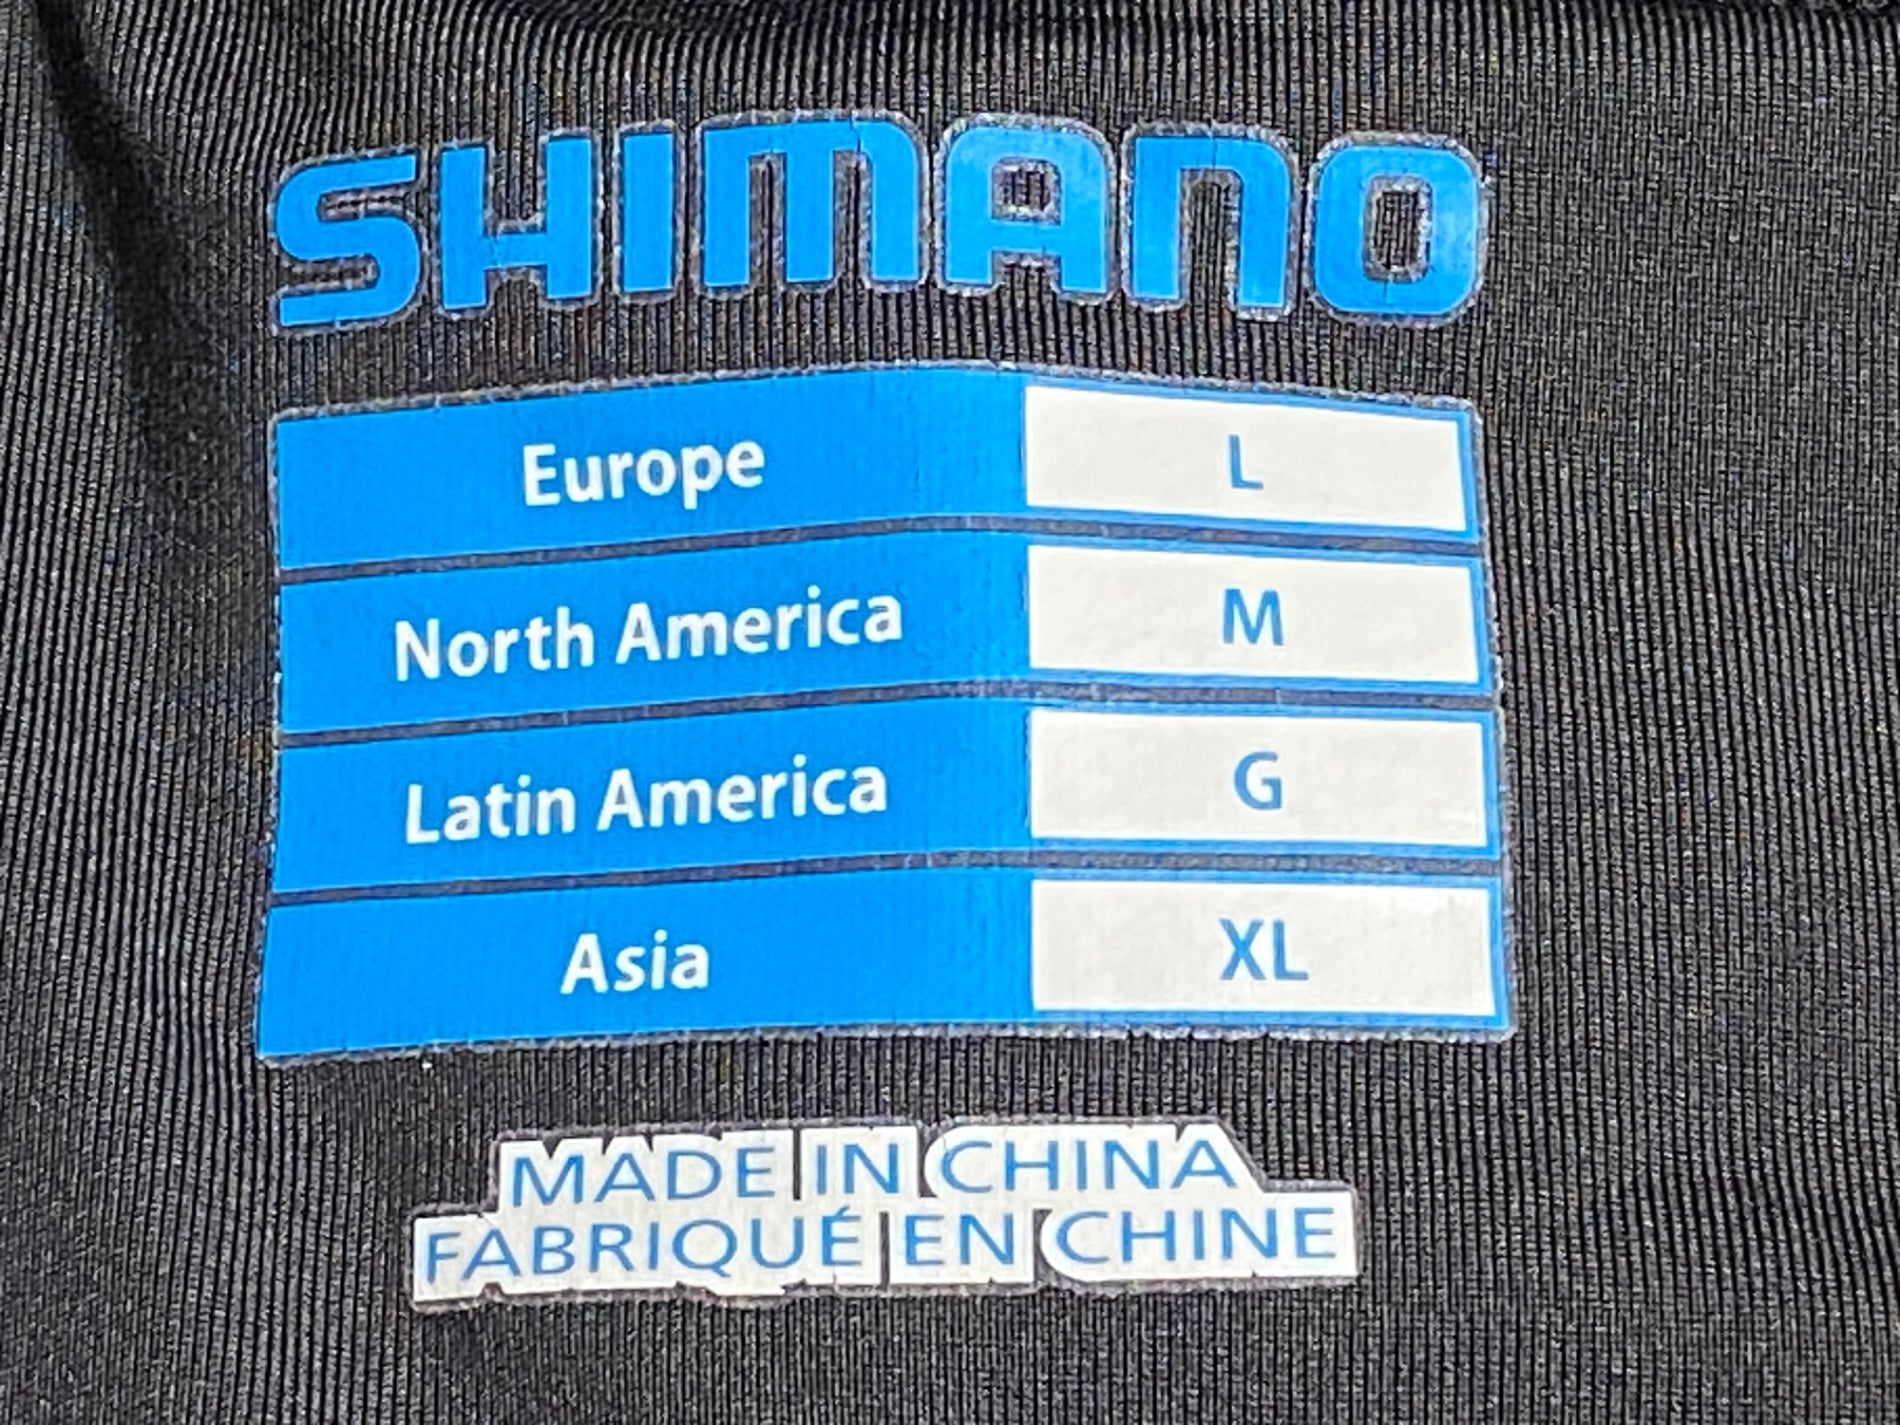 SHIMANO
Europe L
North America M
Latin America G
Asia XL
MADE IN CHINA
FABRIQUÉ EN CHINE